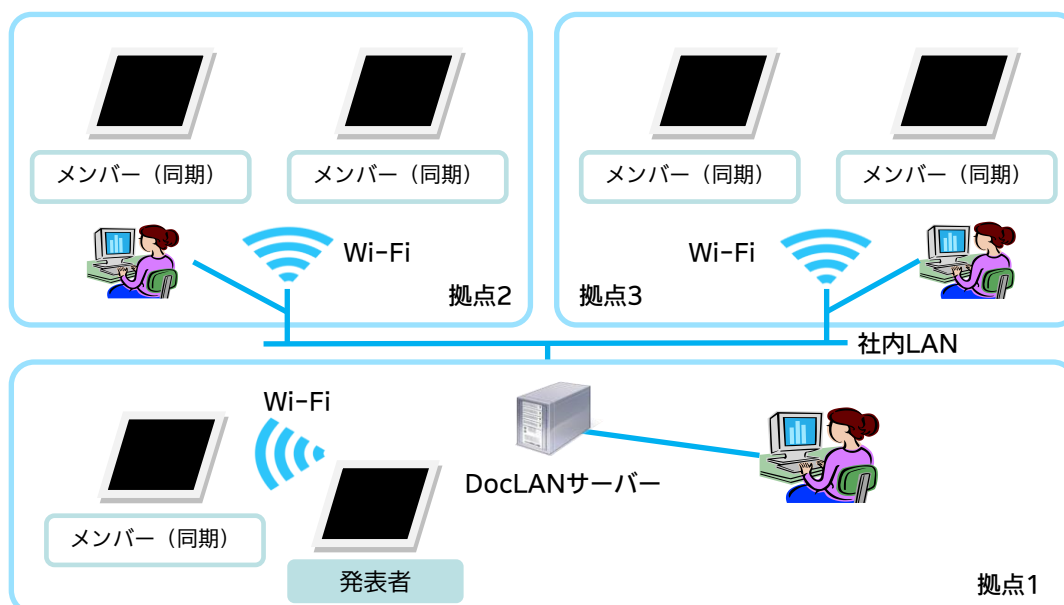 メンバー（同期）
メンバー（同期）
メンバー（同期）
メンバー（同期）
Wi-Fi
Wi-Fi
拠点2
拠点3
社内LAN
Wi-Fi
DocLANサーバー
メンバー（同期）
発表者
拠点1